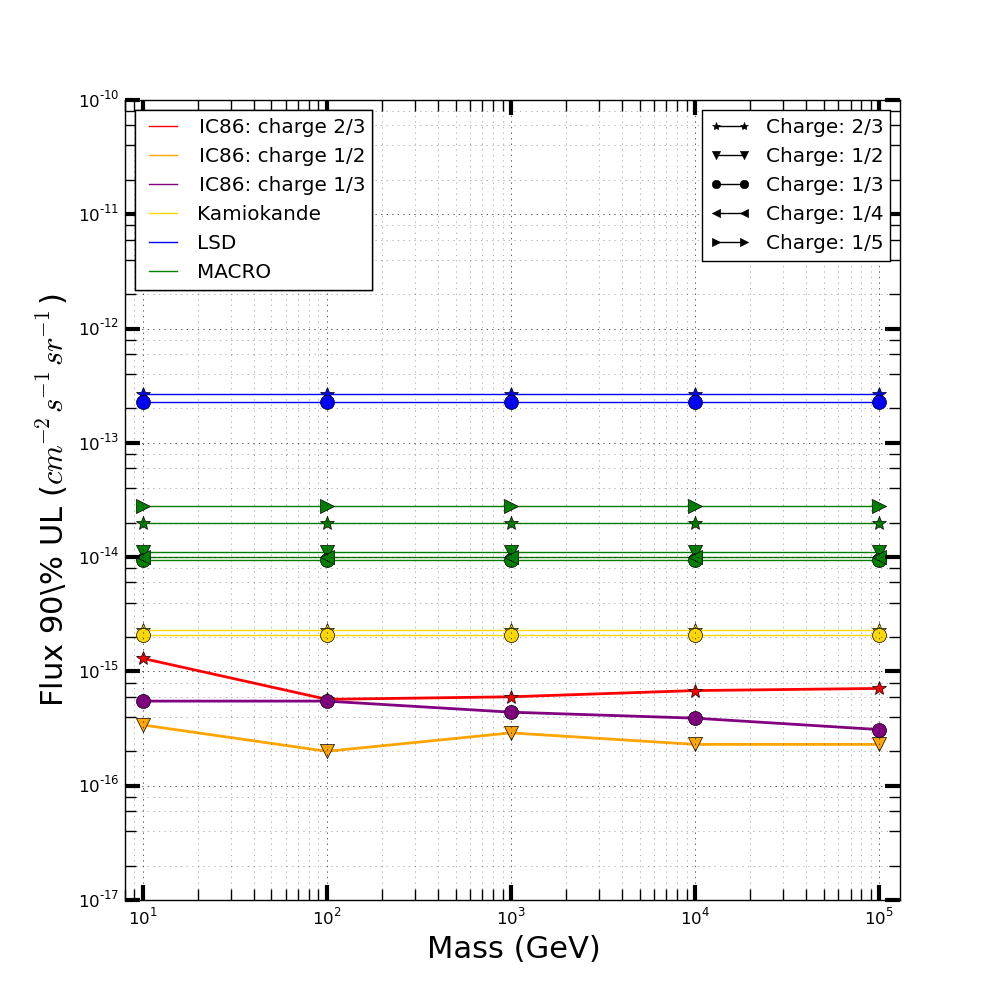 10^-10
10^-11
10^-12
10^-13
10^-14
10^-15
10^-16
10^-17
Flux 90\% UL (cm^-2 s^-1 sr^-1)
IC86: charge 2/3
IC86: charge 1/2
IC86: charge 1/3
Kamiokande
LSD
MACRO
Charge: 2/3
Charge: 1/2
Charge: 1/3
Charge: 1/4
Charge: 1/5
10^1 10^2 10^3 10^4 10^5
Mass (GeV)